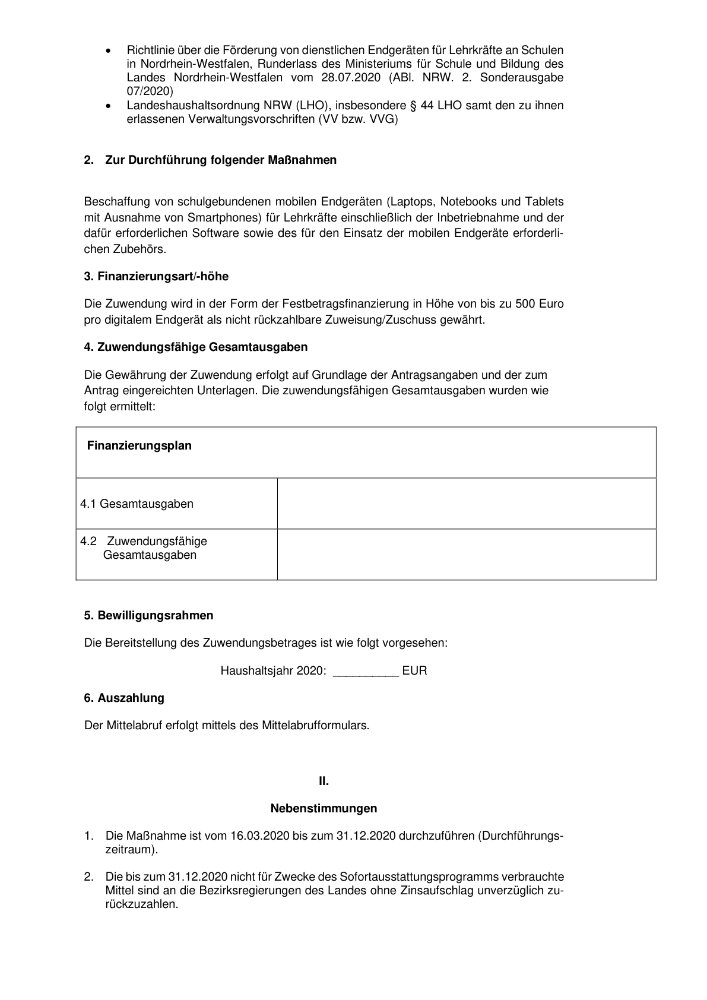 • Richtlinie über die Förderung von dienstlichen Endgeräten für Lehrkräfte an Schulen
in Nordrhein-Westfalen, Runderlass des Ministeriums für Schule und Bildung des
Landes Nordrhein-Westfalen vom 28.07.2020 (ABl. NRW. 2. Sonderausgabe
07/2020)
• Landeshaushaltsordnung NRW (LHO), insbesondere § 44 LHO samt den zu ihnen
erlassenen Verwaltungsvorschriften (VV bzw. VVG)
2. Zur Durchführung folgender Maßnahmen
Beschaffung von schulgebundenen mobilen Endgeräten (Laptops, Notebooks und Tablets
mit Ausnahme von Smartphones) für Lehrkräfte einschließlich der Inbetriebnahme und der
dafür erforderlichen Software sowie des für den Einsatz der mobilen Endgeräte erforderli-
chen Zubehörs.
3. Finanzierungsart/-höhe
Die Zuwendung wird in der Form der Festbetragsfinanzierung in Höhe von bis zu 500 Euro
pro digitalem Endgerät als nicht rückzahlbare Zuweisung/Zuschuss gewährt.
4. Zuwendungsfähige Gesamtausgaben
Die Gewährung der Zuwendung erfolgt auf Grundlage der Antragsangaben und der zum
Antrag eingereichten Unterlagen. Die zuwendungsfähigen Gesamtausgaben wurden wie
folgt ermittelt:
Finanzierungsplan
4.1 Gesamtausgaben
4.2 Zuwendungsfähige
Gesamtausgaben
5. Bewilligungsrahmen
Die Bereitstellung des Zuwendungsbetrages ist wie folgt vorgesehen:
Haushaltsjahr 2020: __________ EUR
6. Auszahlung
Der Mittelabruf erfolgt mittels des Mittelabrufformulars.
II.
Nebenstimmungen
1. Die Maßnahme ist vom 16.03.2020 bis zum 31.12.2020 durchzuführen (Durchführungs-
zeitraum).
2. Die bis zum 31.12.2020 nicht für Zwecke des Sofortausstattungsprogramms verbrauchte
Mittel sind an die Bezirksregierungen des Landes ohne Zinsaufschlag unverzüglich zu-
rückzuzahlen.